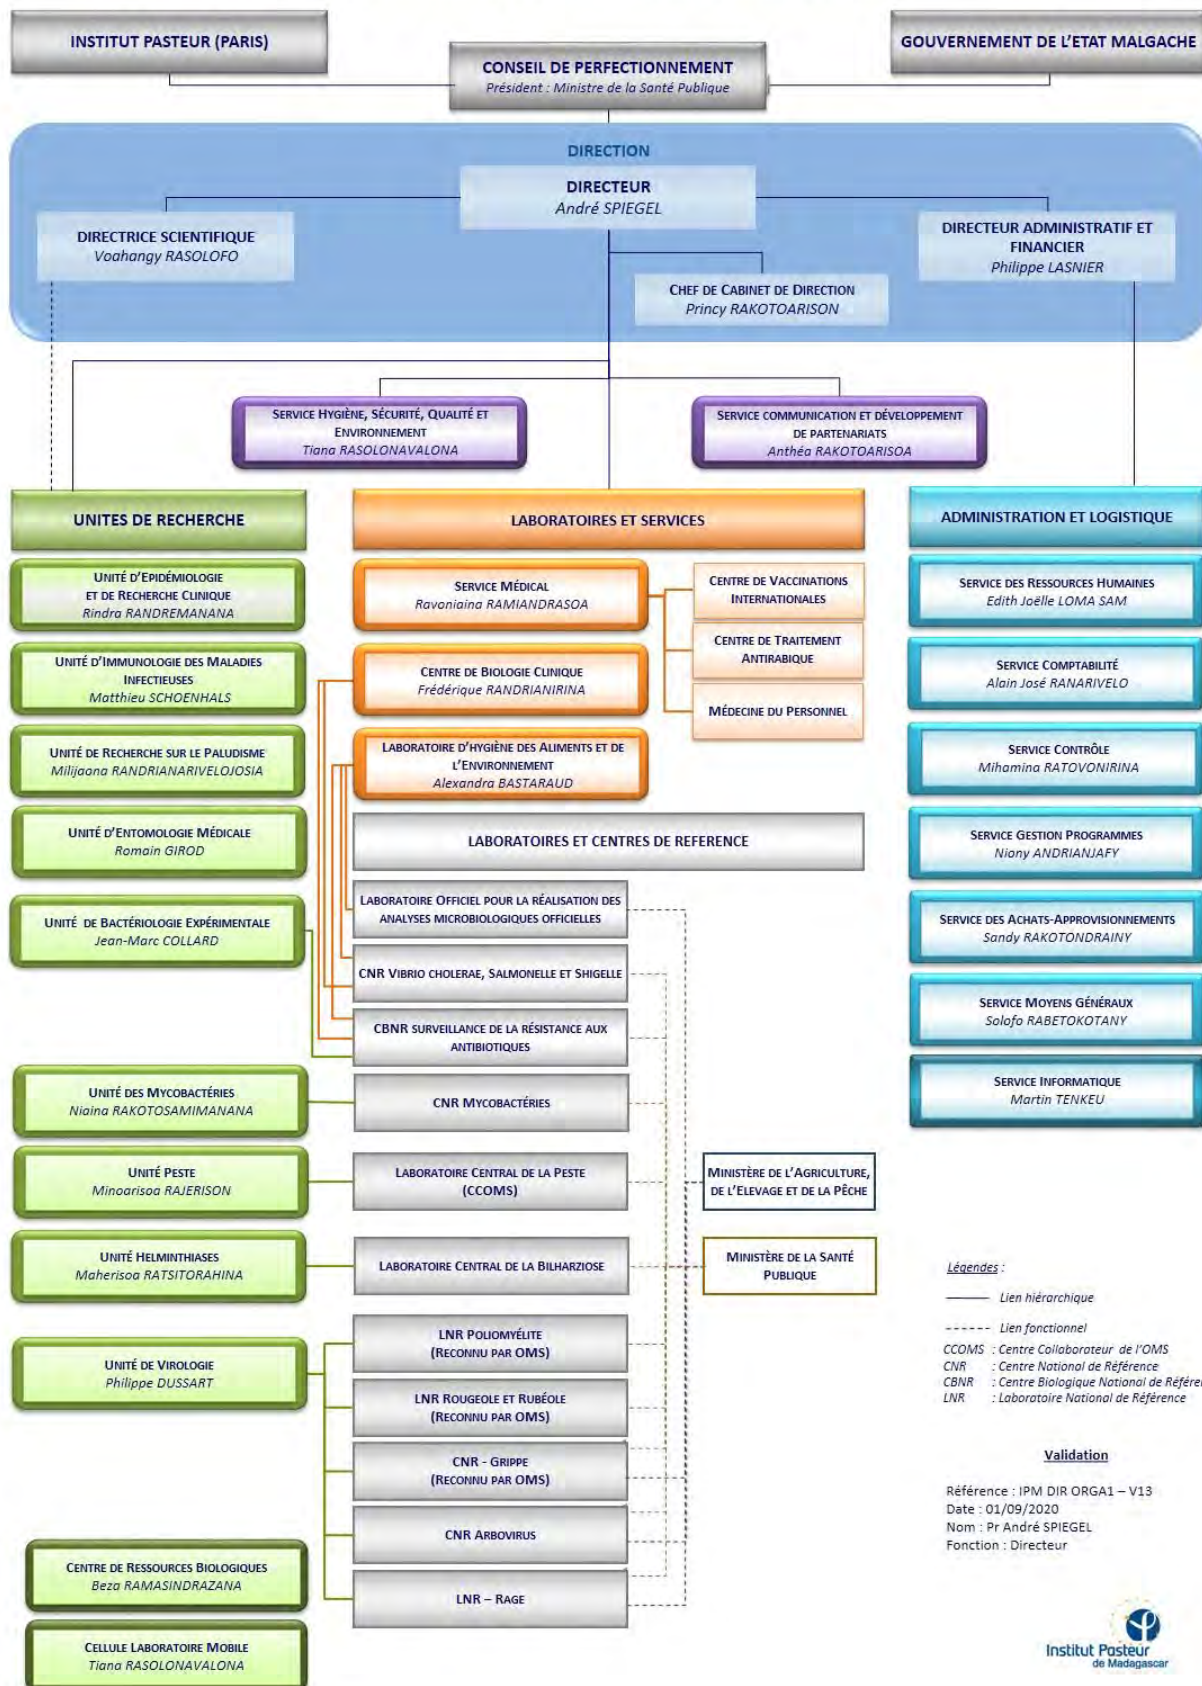 INSTITUT PASTEUR (PARIS)
GOUVERNEMENT DE L'ETAT MALGACHE
CONSEIL DE PERFECTIONNEMENT
Président : Ministre de la Santé Publique
DIRECTION
DIRECTEUR
André SPIEGEL
DIRECTRICE SCIENTIFIQUE
Voahangy RASOLOFO
DIRECTEUR ADMINISTRATIF ET
FINANCIER
Philippe LASNIER
CHEF DE CABINET DE DIRECTION
Princy RAKOTOARISON
SERVICE HYGIÈNE, SÉCURITÉ, QUALITÉ ET
ENVIRONNEMENT
Tiana RASOLONAVALONA
SERVICE COMMUNICATION ET DÉVELOPPEMENT
DE PARTENARIATS
Anthéa RAKOTOARISOA
UNITES DE RECHERCHE
UNITÉ D'EPIDÉMIOLOGIE
ET DE RECHERCHE CLINIQUE
Rindra RANDREMANANA
UNITÉ D'IMMUNOLOGIE DES MALADIES
INFECTIEUSES
Matthieu SCHOENHALS
UNITÉ DE RECHERCHE SUR LE PALUDISME
Milijaona RANDRIANARIVELOJOSIA
UNITÉ D'ENTOMOLOGIE MÉDICALE
Romain GIROD
UNITÉ DE BACTÉRIOLOGIE EXPÉRIMENTALE
Jean-Marc COLLARD
UNITÉ DES MYCOBACTÉRIES
Niaina RAKOTOSAMIMANANA
UNITÉ PESTE
Minoarisoa RAJERISON
UNITÉ HELMINTHIASES
Maherisoa RATSITORAHINA
UNITÉ DE VIROLOGIE
Philippe DUSSART
CENTRE DE RESSOURCES BIOLOGIQUES
Beza RAMASINDRAZANA
CELLULE LABORATOIRE MOBILE
Tiana RASOLONAVALONA
LABORATOIRES ET SERVICES
SERVICE MÉDICAL
Ravoniaina RAMIANDRASOA
CENTRE DE VACCINATIONS
INTERNATIONALES
CENTRE DE TRAITEMENT
ANTIRABIQUE
MÉDECINE DU PERSONNEL
CENTRE DE BIOLOGIE CLINIQUE
Frédérique RANDRIANIRINA
LABORATOIRE D'HYGIÈNE DES ALIMENTS ET DE
L'ENVIRONNEMENT
Alexandra BASTARAUD
LABORATOIRES ET CENTRES DE REFERENCE
LABORATOIRE OFFICIEL POUR LA RÉALISATION DES
ANALYSES MICROBIOLOGIQUES OFFICIELLES
CNR VIBRIO CHOLERAE, SALMONELLE ET SHIGELLE
CBNR SURVEILLANCE DE LA RÉSISTANCE AUX
ANTIBIOTIQUES
CNR MYCOBACTÉRIES
LABORATOIRE CENTRAL DE LA PESTE
(CCOMS)
LABORATOIRE CENTRAL DE LA BILHARZIOSE
LNR POLIOMYÉLITE
(RECONNU PAR OMS)
LNR ROUGEOLE ET RUBÉOLE
(RECONNU PAR OMS)
CNR - GRIPPE
(RECONNU PAR OMS)
CNR ARBOVIRUS
LNR – RAGE
MINISTÈRE DE L'AGRICULTURE,
DE L'ELEVAGE ET DE LA PÊCHE
MINISTÈRE DE LA SANTÉ
PUBLIQUE
ADMINISTRATION ET LOGISTIQUE
SERVICE DES RESSOURCES HUMAINES
Edith Joëlle LOMA SAM
SERVICE COMPTABILITÉ
Alain José RANARIVELO
SERVICE CONTRÔLE
Mihamina RATOVONIRINA
SERVICE GESTION PROGRAMMES
Niony ANDRIANJAFY
SERVICE DES ACHATS-APPROVISIONNEMENTS
Sandy RAKOTONDRAINY
SERVICE MOYENS GÉNÉRAUX
Solofo RABETOKOTANY
SERVICE INFORMATIQUE
Martin TENKEU
Légendes :
Lien hiérarchique
Lien fonctionnel
CCOMS : Centre Collaborateur de l'OMS
CNR : Centre National de Référence
CBNR : Centre Biologique National de Référen
LNR : Laboratoire National de Référence
Validation
Référence : IPM DIR ORGA1 – V13
Date : 01/09/2020
Nom : Pr André SPIEGEL
Fonction : Directeur
Institut Pasteur
de Madagascar